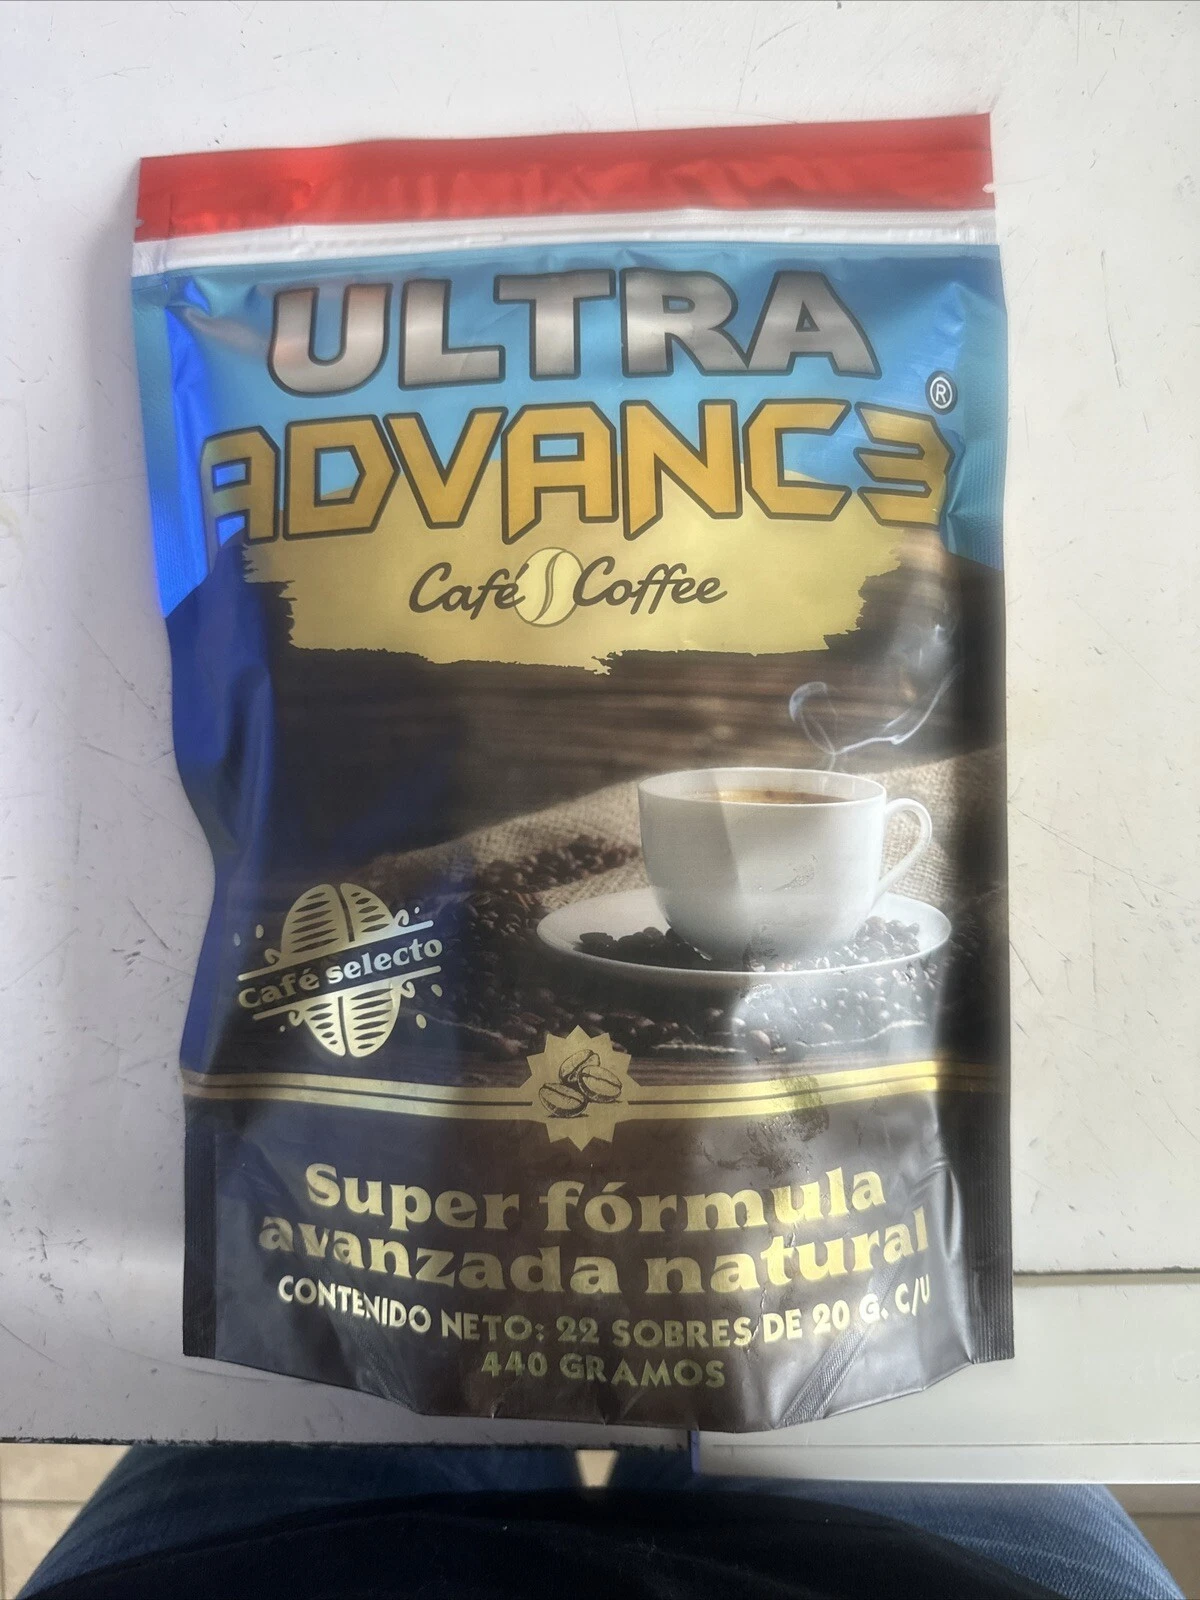 ULTRA
ADVANC3®
Café Coffee
Café selecto
Super fórmula
avanzada natural
CONTENIDO NETO: 22 SOBRES DE 20 G. C/U
440 GRAMOS